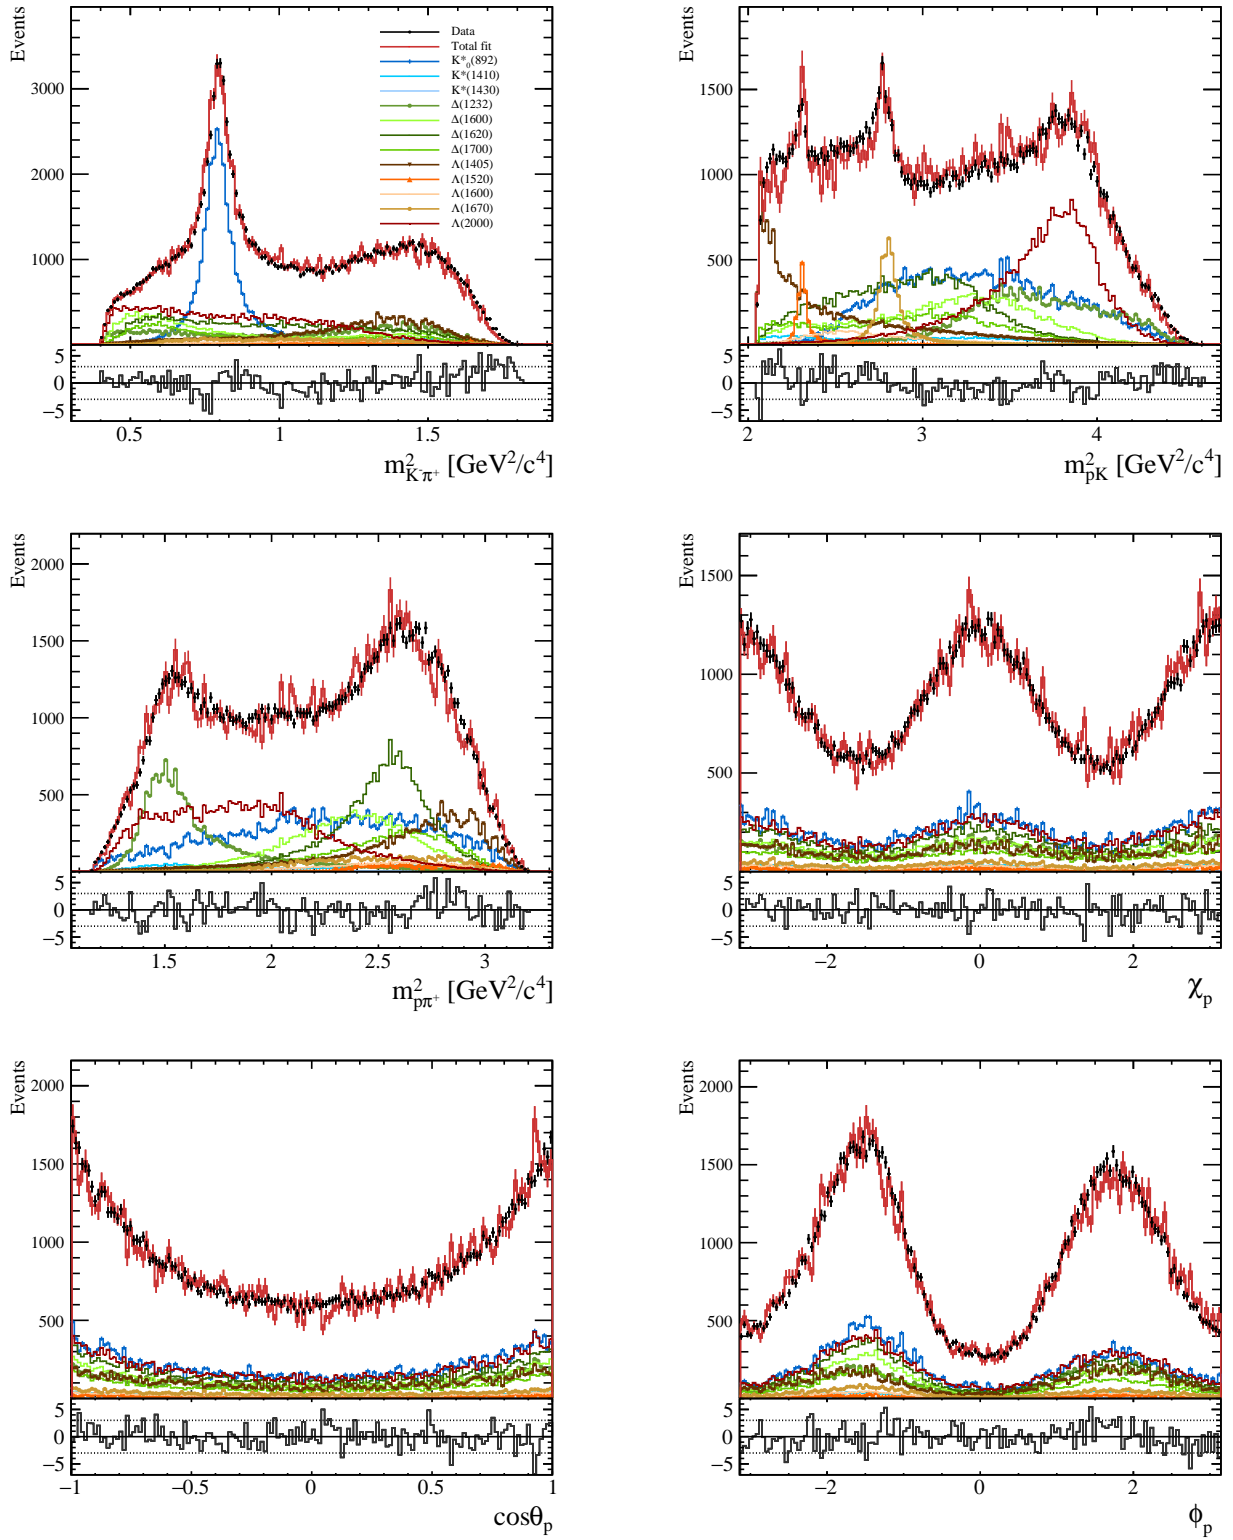 Events
3000
2000
1000
Data
Total fit
K*₀(892)
K*(1410)
K*(1430)
Δ(1232)
Δ(1600)
Δ(1620)
Δ(1700)
Λ(1405)
Λ(1520)
Λ(1600)
Λ(1670)
Λ(2000)
5
0
−5
0.5 1 1.5
m²K⁻π⁺ [GeV²/c⁴]
Events
1500
1000
500
5
0
−5
2 3 4
m²pK [GeV²/c⁴]
Events
2000
1500
1000
500
5
0
−5
1.5 2 2.5 3
m²pπ⁺ [GeV²/c⁴]
Events
1500
1000
500
5
0
−5
−2 0 2
χp
Events
2000
1500
1000
500
5
0
−5
−1 −0.5 0 0.5 1
cosθp
Events
2000
1500
1000
500
5
0
−5
−2 0 2
ϕp